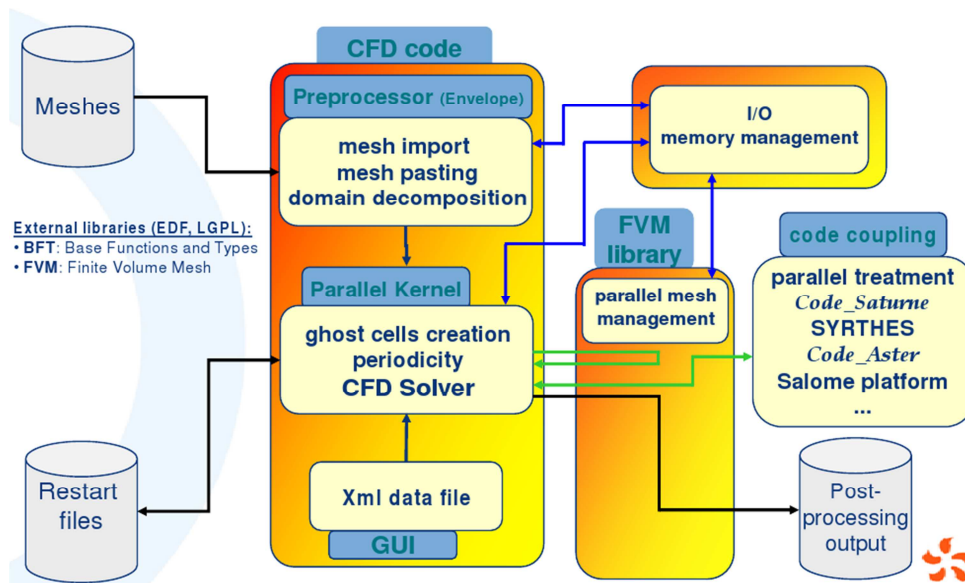 CFD code
Meshes
Preprocessor (Envelope)
mesh import
mesh pasting
domain decomposition
I/O
memory management
External libraries (EDF, LGPL):
• BFT: Base Functions and Types
• FVM: Finite Volume Mesh
FVM
library
parallel mesh
management
code coupling
parallel treatment
Code_Saturne
SYRTHES
Code_Aster
Salome platform
...
Parallel Kernel
ghost cells creation
periodicity
CFD Solver
Restart
files
Xml data file
GUI
Post-
processing
output